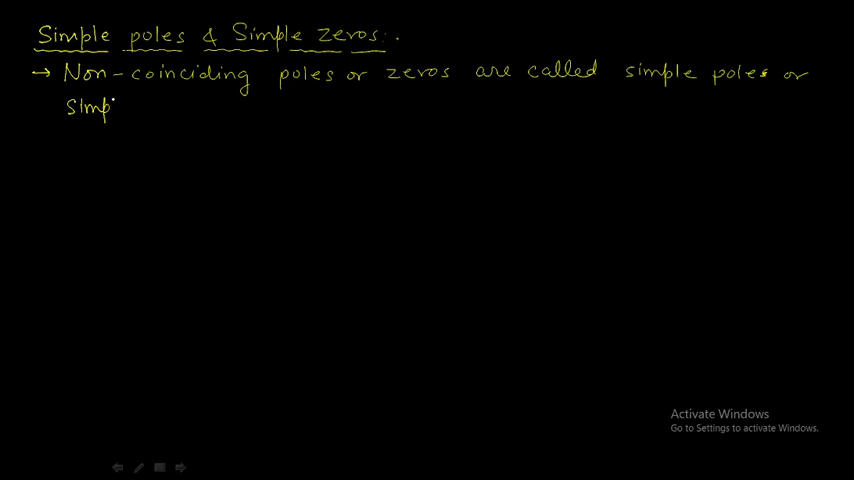 Simple poles & Simple zeros:.
→ Non-coinciding poles or zeros are called simple poles or
simp
Activate Windows
Go to Settings to activate Windows.